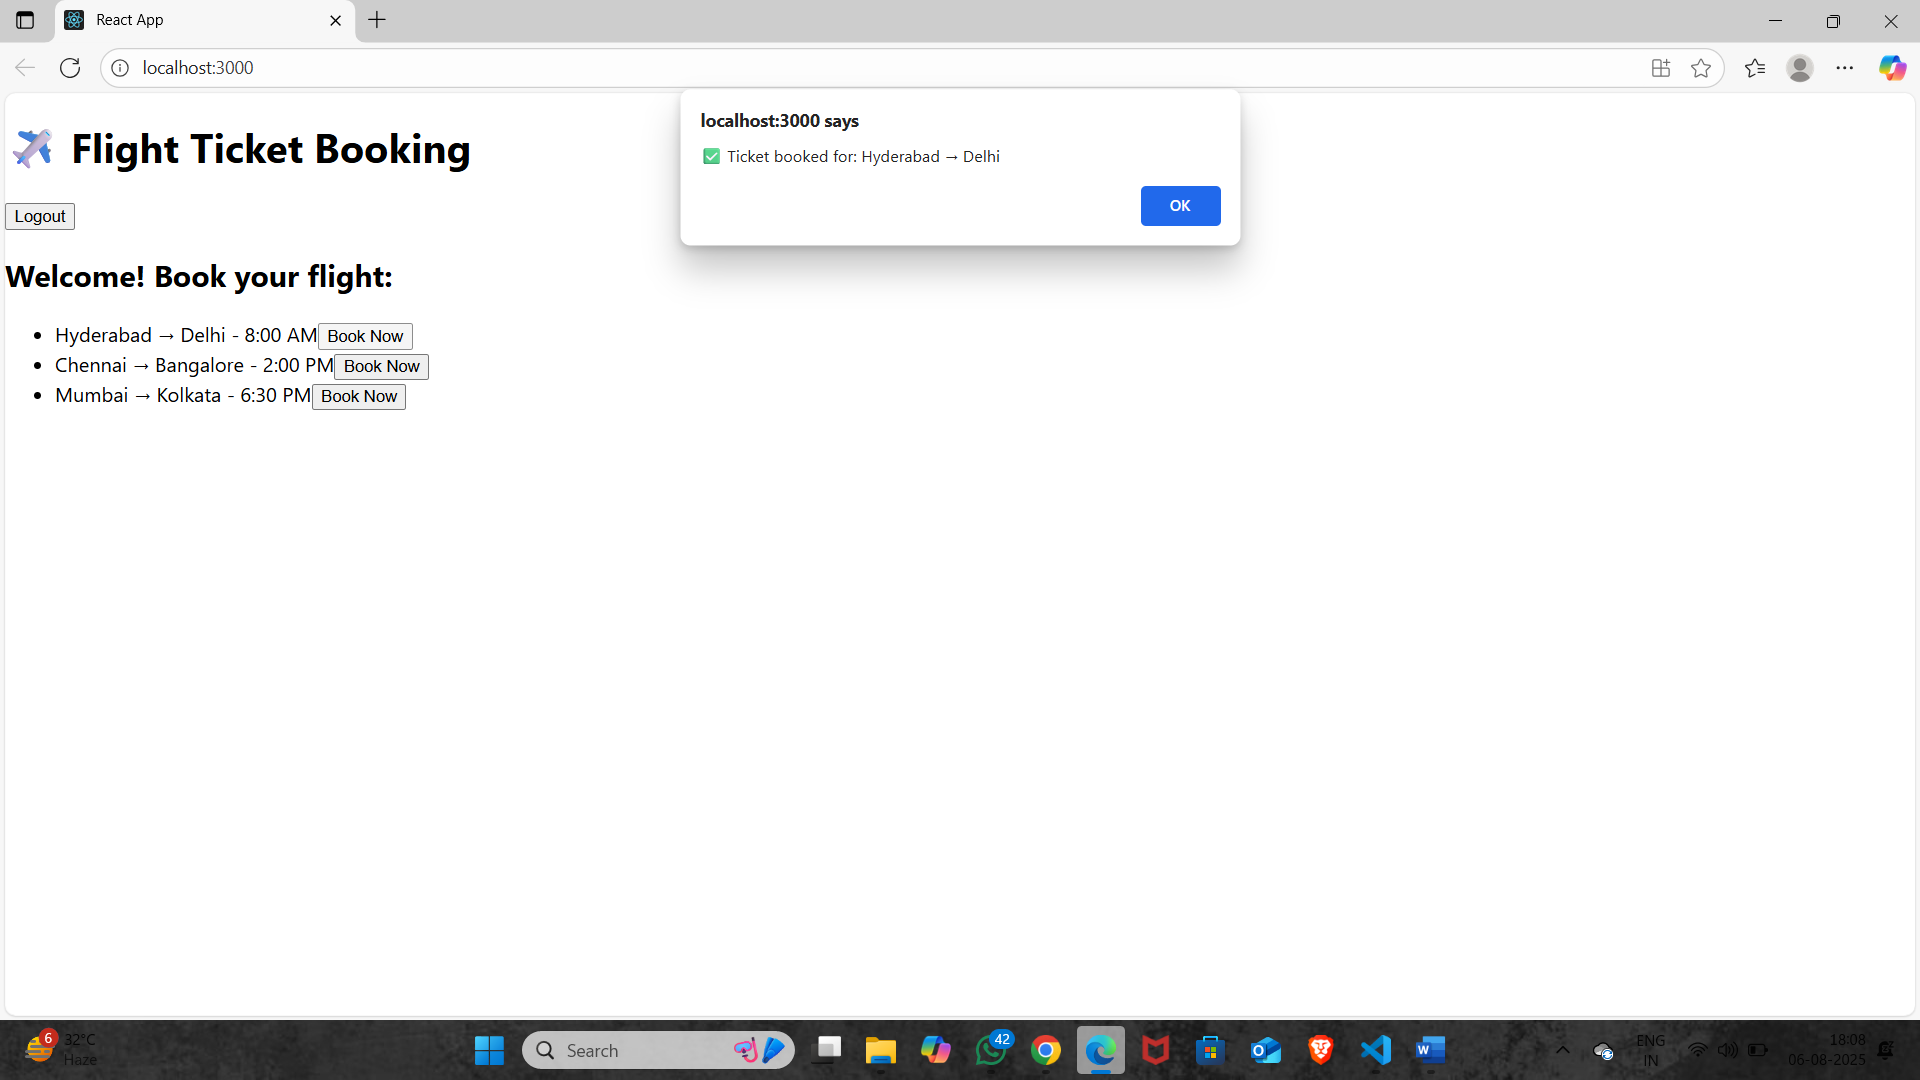 React App
localhost:3000
localhost:3000 says
✅ Ticket booked for: Hyderabad → Delhi
OK
✈️ Flight Ticket Booking
Logout
Welcome! Book your flight:
• Hyderabad → Delhi - 8:00 AM Book Now
• Chennai → Bangalore - 2:00 PM Book Now
• Mumbai → Kolkata - 6:30 PM Book Now
6
32°C
Haze
Search
42
ENG
IN
18:08
06-08-2025